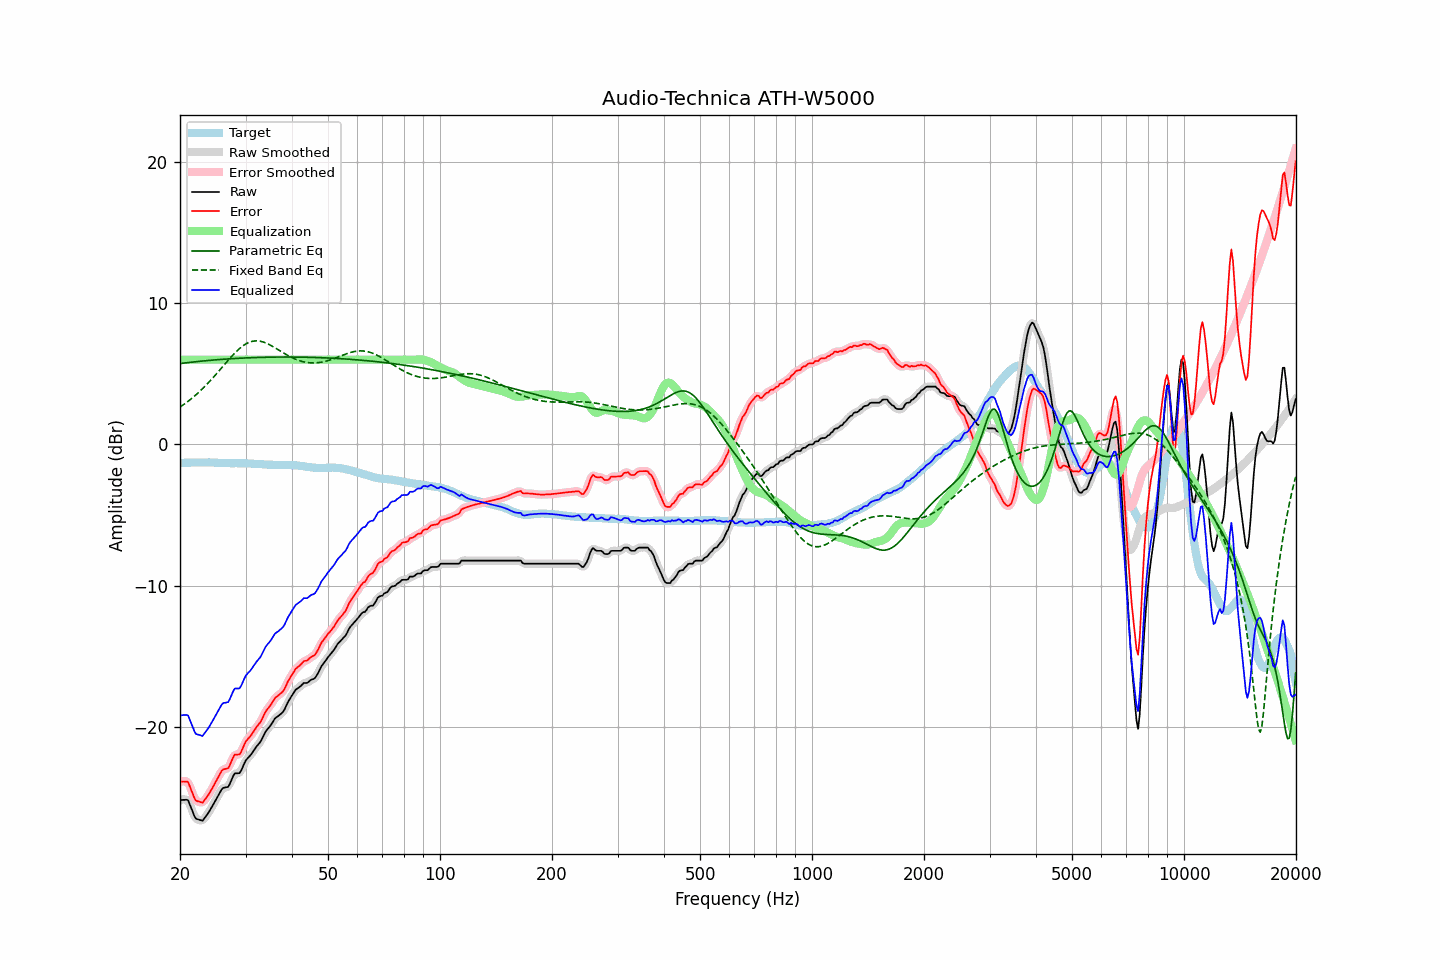 Audio-Technica ATH-W5000
Target
Raw Smoothed
Error Smoothed
Raw
Error
Equalization
Parametric Eq
Fixed Band Eq
Equalized
Amplitude (dBr)
20
10
0
−10
−20
20 50 100 200 500 1000 2000 5000 10000 20000
Frequency (Hz)